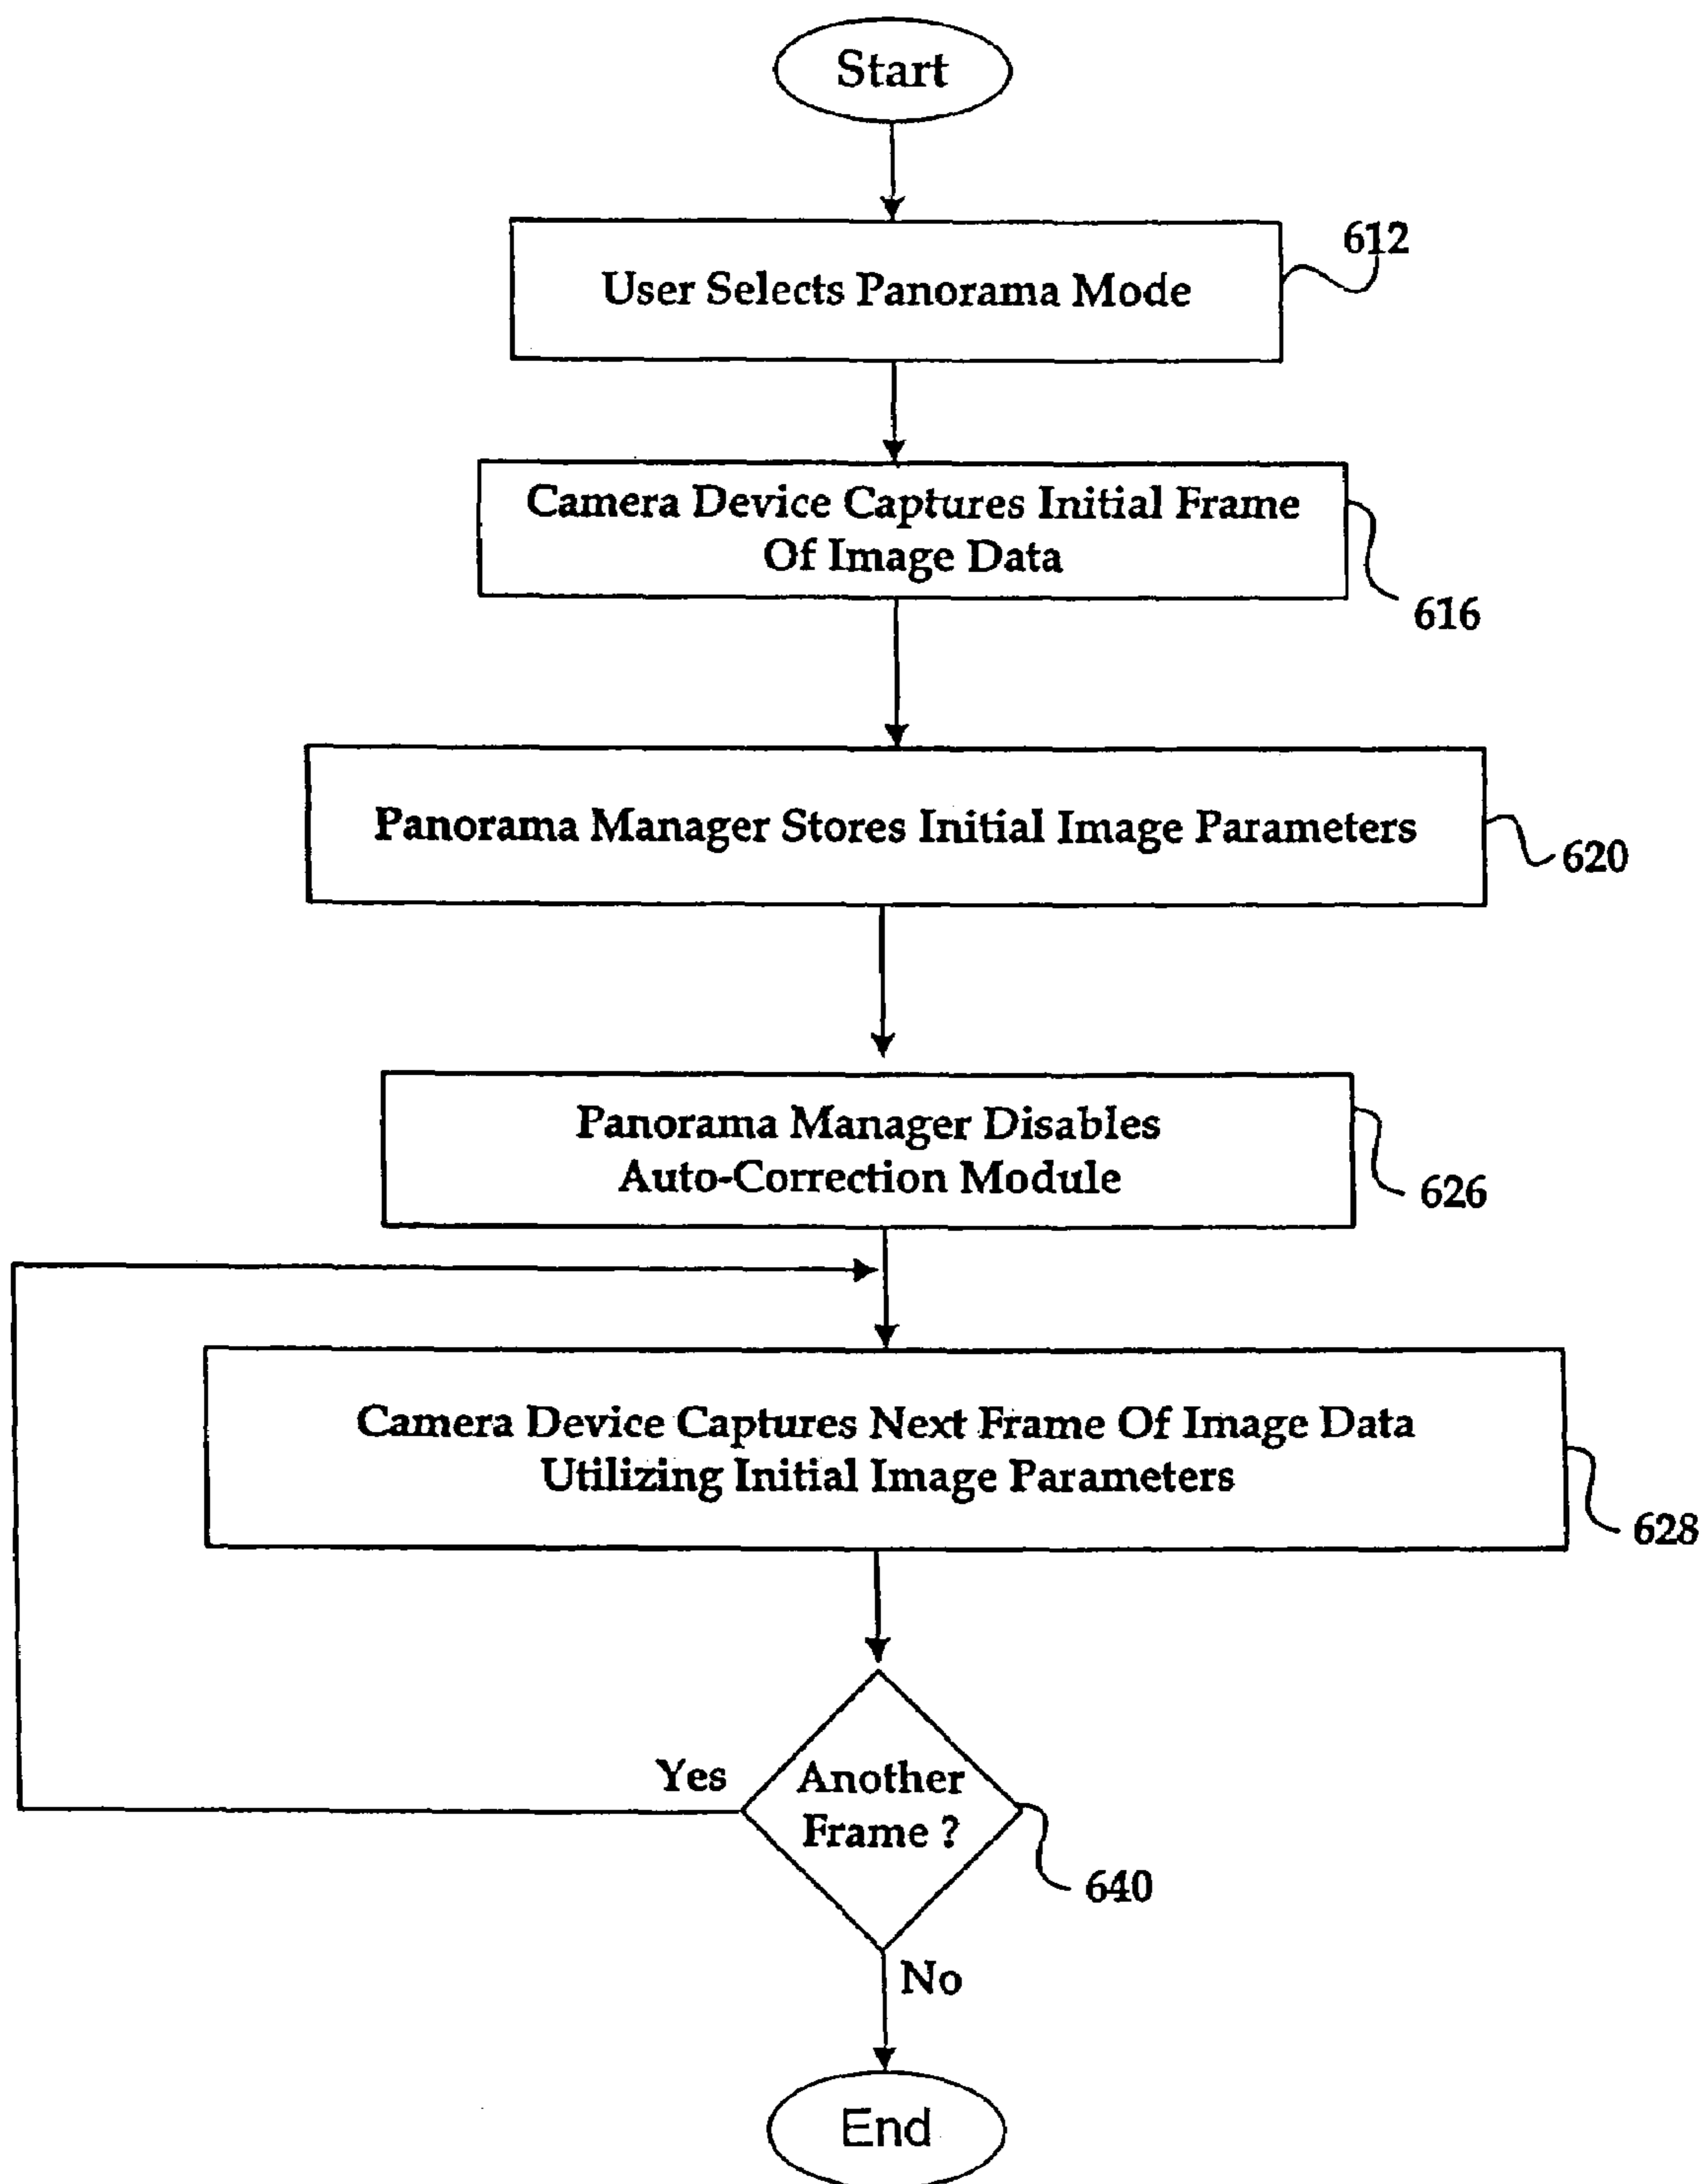 Start
User Selects Panorama Mode
612
Camera Device Captures Initial Frame
Of Image Data
616
Panorama Manager Stores Initial Image Parameters
620
Panorama Manager Disables
Auto-Correction Module
626
Camera Device Captures Next Frame Of Image Data
Utilizing Initial Image Parameters
628
Yes
Another
Frame ?
640
No
End